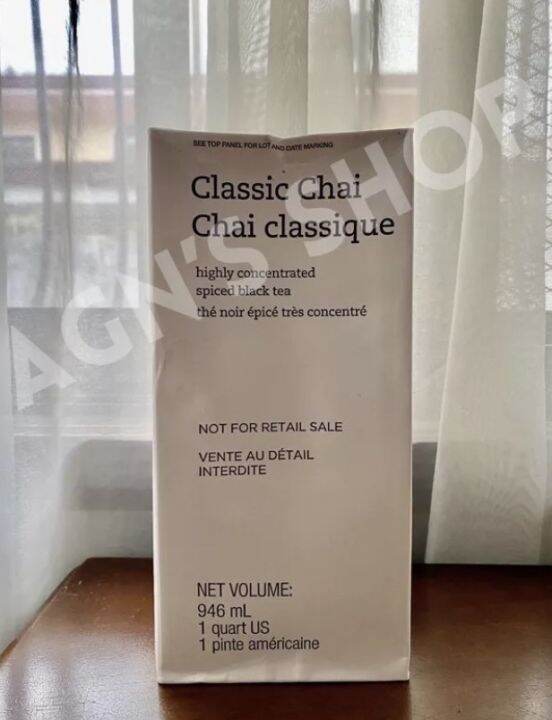 SEE TOP PANEL FOR LOT AND DATE MARKING
Classic Chai
Chai classique
highly concentrated
spiced black tea
thé noir épicé très concentré
NOT FOR RETAIL SALE
VENTE AU DÉTAIL
INTERDITE
NET VOLUME:
946 mL
1 quart US
1 pinte américaine
AGN'S SHOP